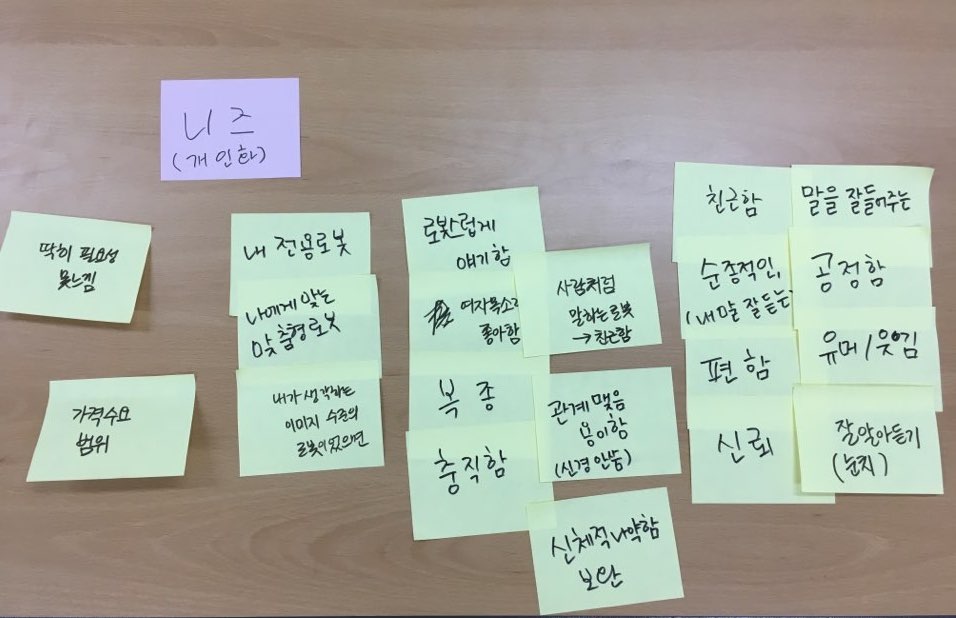 니즈
(개인화)
딱히 필요성
못느낌
가격수요
범위
내 전용로봇
나에게 맞는
맞춤형로봇
내가 생각하는
이미지 수준의
로봇이 있으면
로봇스럽게
얘기함
여자목소리
좋아함
복종
충직함
사람처럼
말하는 로봇
→ 친근함
관계 맺음
용이함
(신경 안씀)
신체적 나약함
보완
친근함
순종적인,
(내 말 잘 듣는)
편함
신뢰
말을 잘들어주는
공정함
유머 / 웃김
잘알아듣기
(눈치)